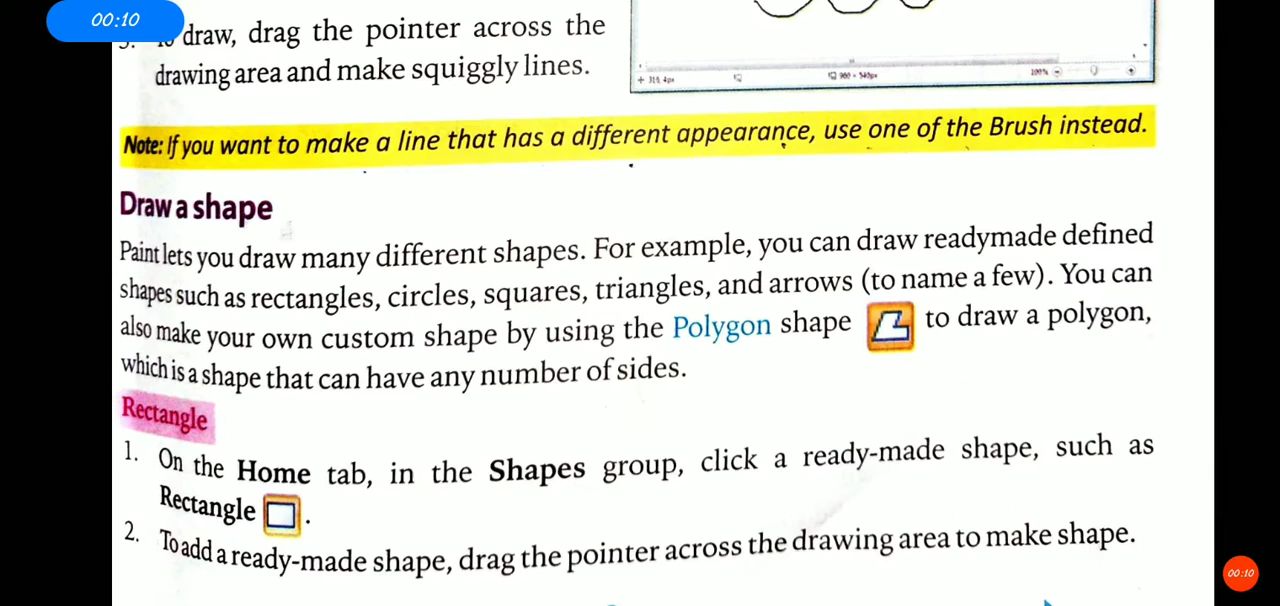 00:10
draw, drag the pointer across the
drawing area and make squiggly lines.
100%
Note: If you want to make a line that has a different appearance, use one of the Brush instead.
Draw a shape
Paint lets you draw many different shapes. For example, you can draw readymade defined
shapes such as rectangles, circles, squares, triangles, and arrows (to name a few). You can
also make your own custom shape by using the Polygon shape to draw a polygon,
which is a shape that can have any number of sides.
Rectangle
1. On the Home tab, in the Shapes group, click a ready-made shape, such as
Rectangle .
2. To add a ready-made shape, drag the pointer across the drawing area to make shape.
00:10